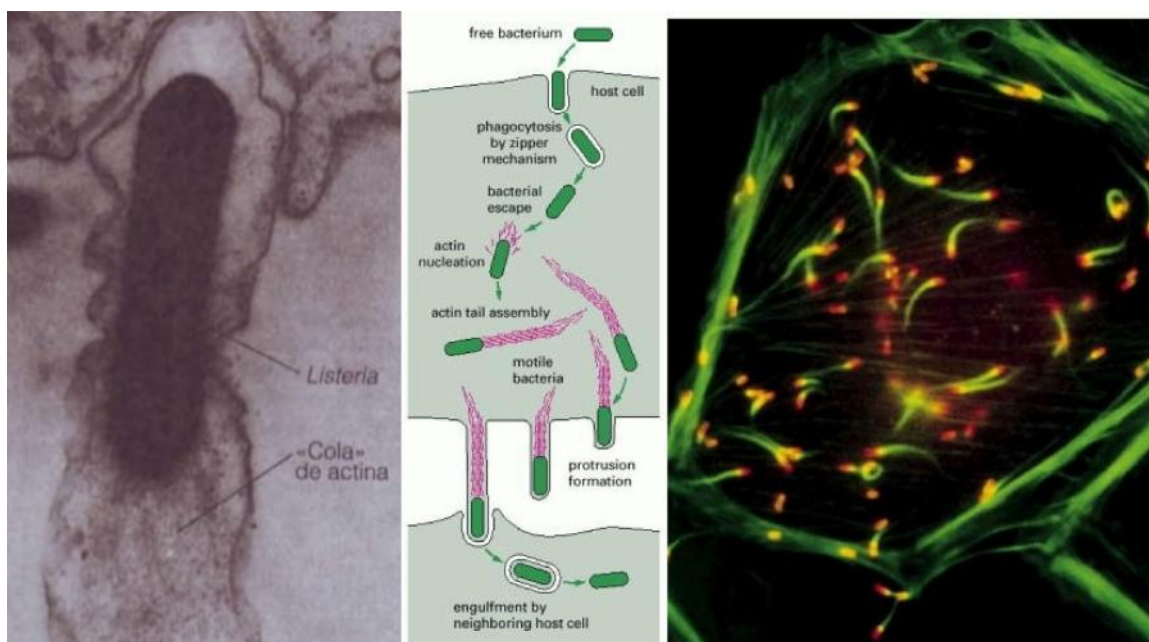 Listeria
«Cola»
de actina
free bacterium
host cell
phagocytosis
by zipper
mechanism
bacterial
escape
actin
nucleation
actin tail assembly
motile
bacteria
protrusion
formation
engulfment by
neighboring host cell